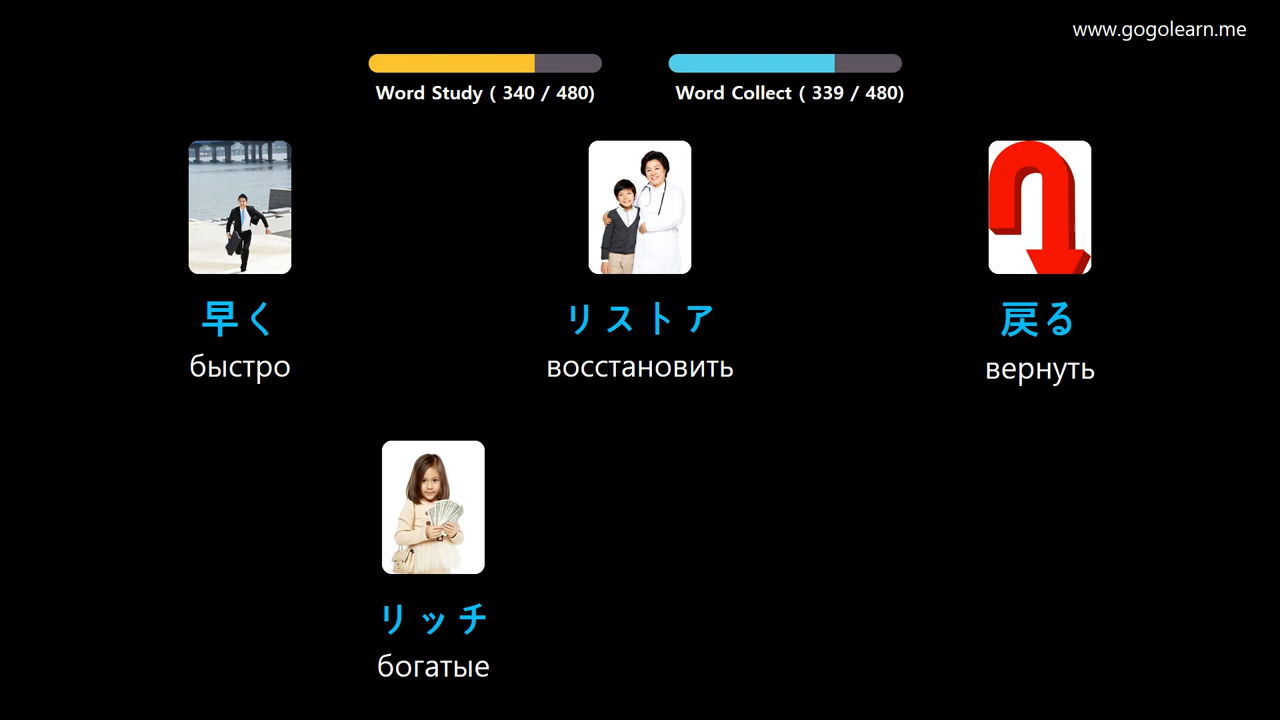 www.gogolearn.me
Word Study ( 340 / 480)
Word Collect ( 339 / 480)
早く
быстро
リストア
восстановить
戻る
вернуть
リッチ
богатые